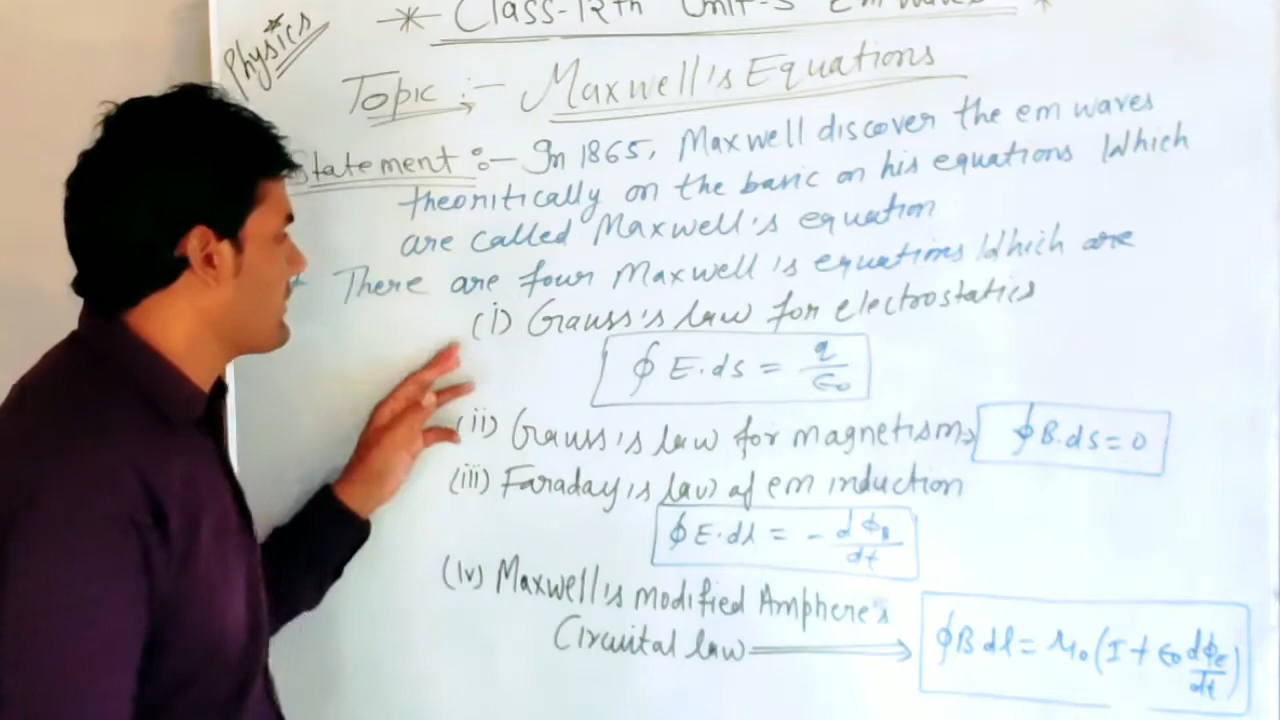 Physics
Class-12th Unit-5 Em waves
Topic :- Maxwell's Equations
Statement :- In 1865, Maxwell discover the em waves
theoritically on the basic on his equations Which
are called Maxwell's equation
* There are four Maxwell's equations Which are
(i) Gauss's law for electrostatics
∮ E.ds = q/ε₀
(ii) Gauss's law for magnetism ∮ B.ds = 0
(iii) Faraday's law of em induction
∮ E.dl = - dϕ_B/dt
(iv) Maxwell's modified Amphere's
Circuital law → ∮ B dl = μ₀ (I + ε₀ dϕ_E/dt)